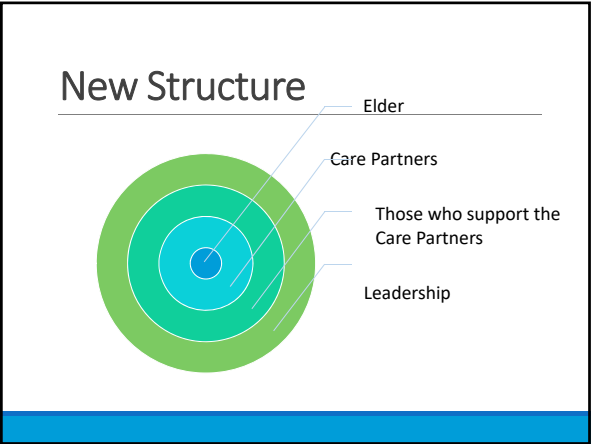 New Structure
Elder
Care Partners
Those who support the
Care Partners
Leadership